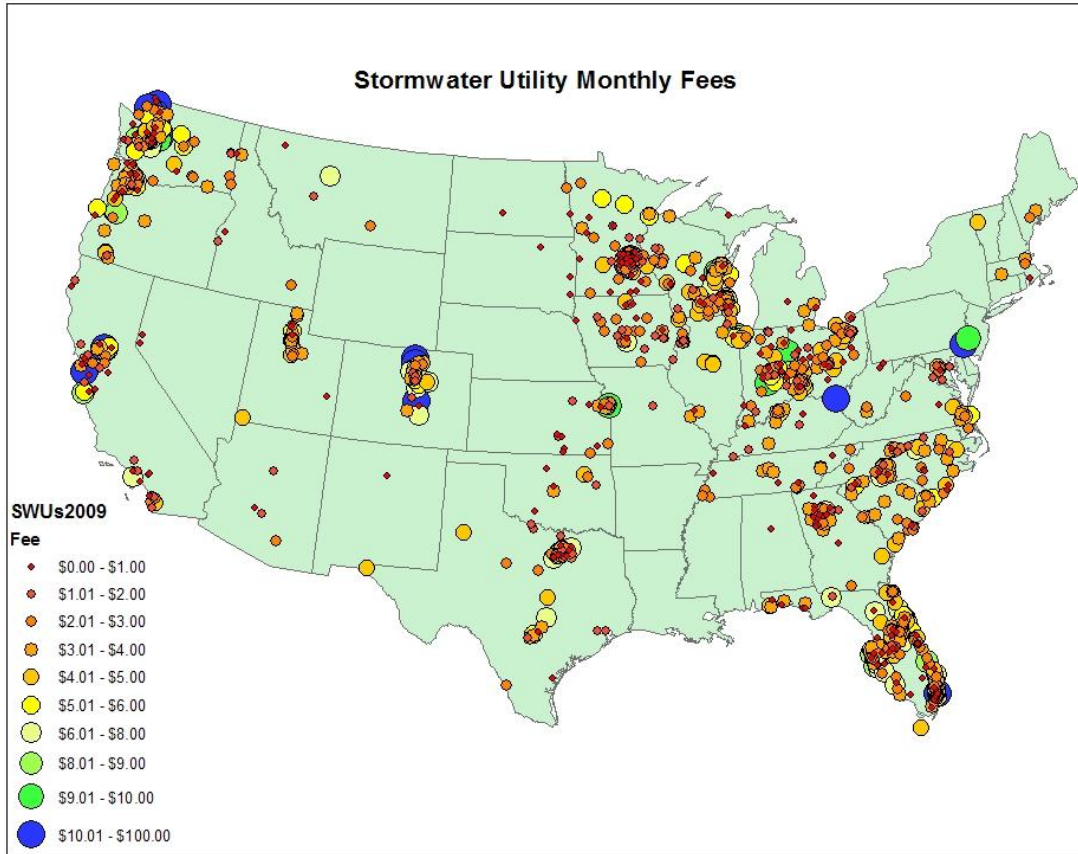 Stormwater Utility Monthly Fees
SWUs2009
Fee
$0.00 - $1.00
$1.01 - $2.00
$2.01 - $3.00
$3.01 - $4.00
$4.01 - $5.00
$5.01 - $6.00
$6.01 - $8.00
$8.01 - $9.00
$9.01 - $10.00
$10.01 - $100.00